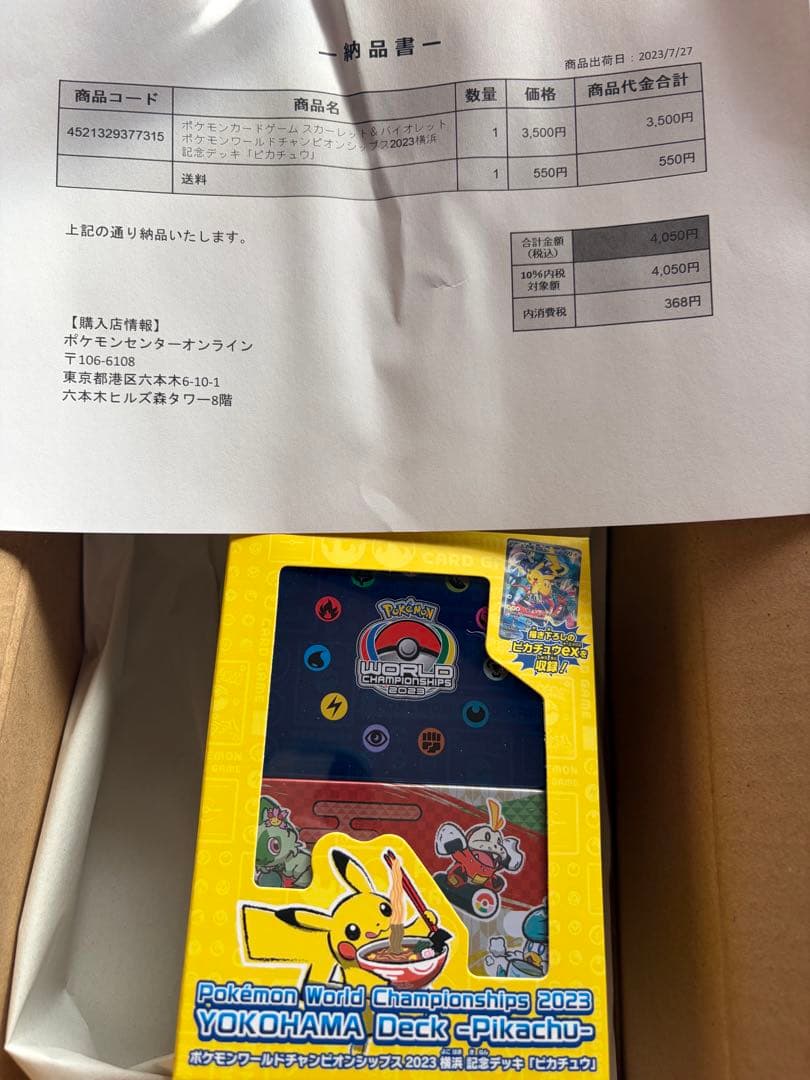 ー納品書ー
商品出荷日：2023/7/27
商品コード 商品名 数量 価格 商品代金合計
4521329377315 ポケモンカードゲーム スカーレット&バイオレット 1 3,500円 3,500円
ポケモンワールドチャンピオンシップス2023横浜
記念デッキ「ピカチュウ」
送料 1 550円 550円
上記の通り納品いたします。
合計金額
(税込) 4,050円
10%内税
対象額 4,050円
内消費税 368円
【購入店情報】
ポケモンセンターオンライン
〒106-6108
東京都港区六本木6-10-1
六本木ヒルズ森タワー8階
CARD GAME
描き下ろしの
ピカチュウexを
収録!
POKÉMON
WORLD
CHAMPIONSHIPS
2023
Pokémon World Championships 2023
YOKOHAMA Deck -Pikachu-
ポケモンワールドチャンピオンシップス2023 横浜 記念デッキ「ピカチュウ」